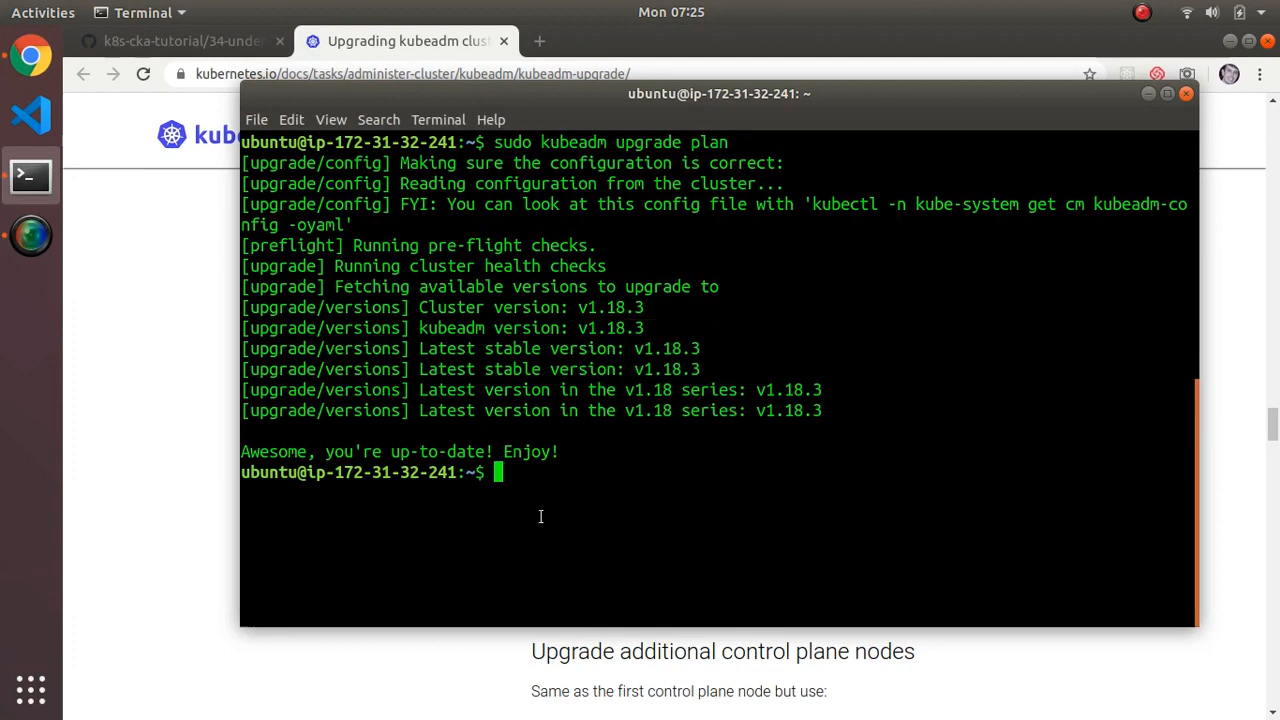 Activities
Terminal
Mon 07:25
k8s-cka-tutorial/34-unde
Upgrading kubeadm clus
kubernetes.io/docs/tasks/administer-cluster/kubeadm/kubeadm-upgrade/
kub
ubuntu@ip-172-31-32-241: ~
File Edit View Search Terminal Help
ubuntu@ip-172-31-32-241:~$ sudo kubeadm upgrade plan
[upgrade/config] Making sure the configuration is correct:
[upgrade/config] Reading configuration from the cluster...
[upgrade/config] FYI: You can look at this config file with 'kubectl -n kube-system get cm kubeadm-co
nfig -oyaml'
[preflight] Running pre-flight checks.
[upgrade] Running cluster health checks
[upgrade] Fetching available versions to upgrade to
[upgrade/versions] Cluster version: v1.18.3
[upgrade/versions] kubeadm version: v1.18.3
[upgrade/versions] Latest stable version: v1.18.3
[upgrade/versions] Latest stable version: v1.18.3
[upgrade/versions] Latest version in the v1.18 series: v1.18.3
[upgrade/versions] Latest version in the v1.18 series: v1.18.3
Awesome, you're up-to-date! Enjoy!
ubuntu@ip-172-31-32-241:~$
Upgrade additional control plane nodes
Same as the first control plane node but use: